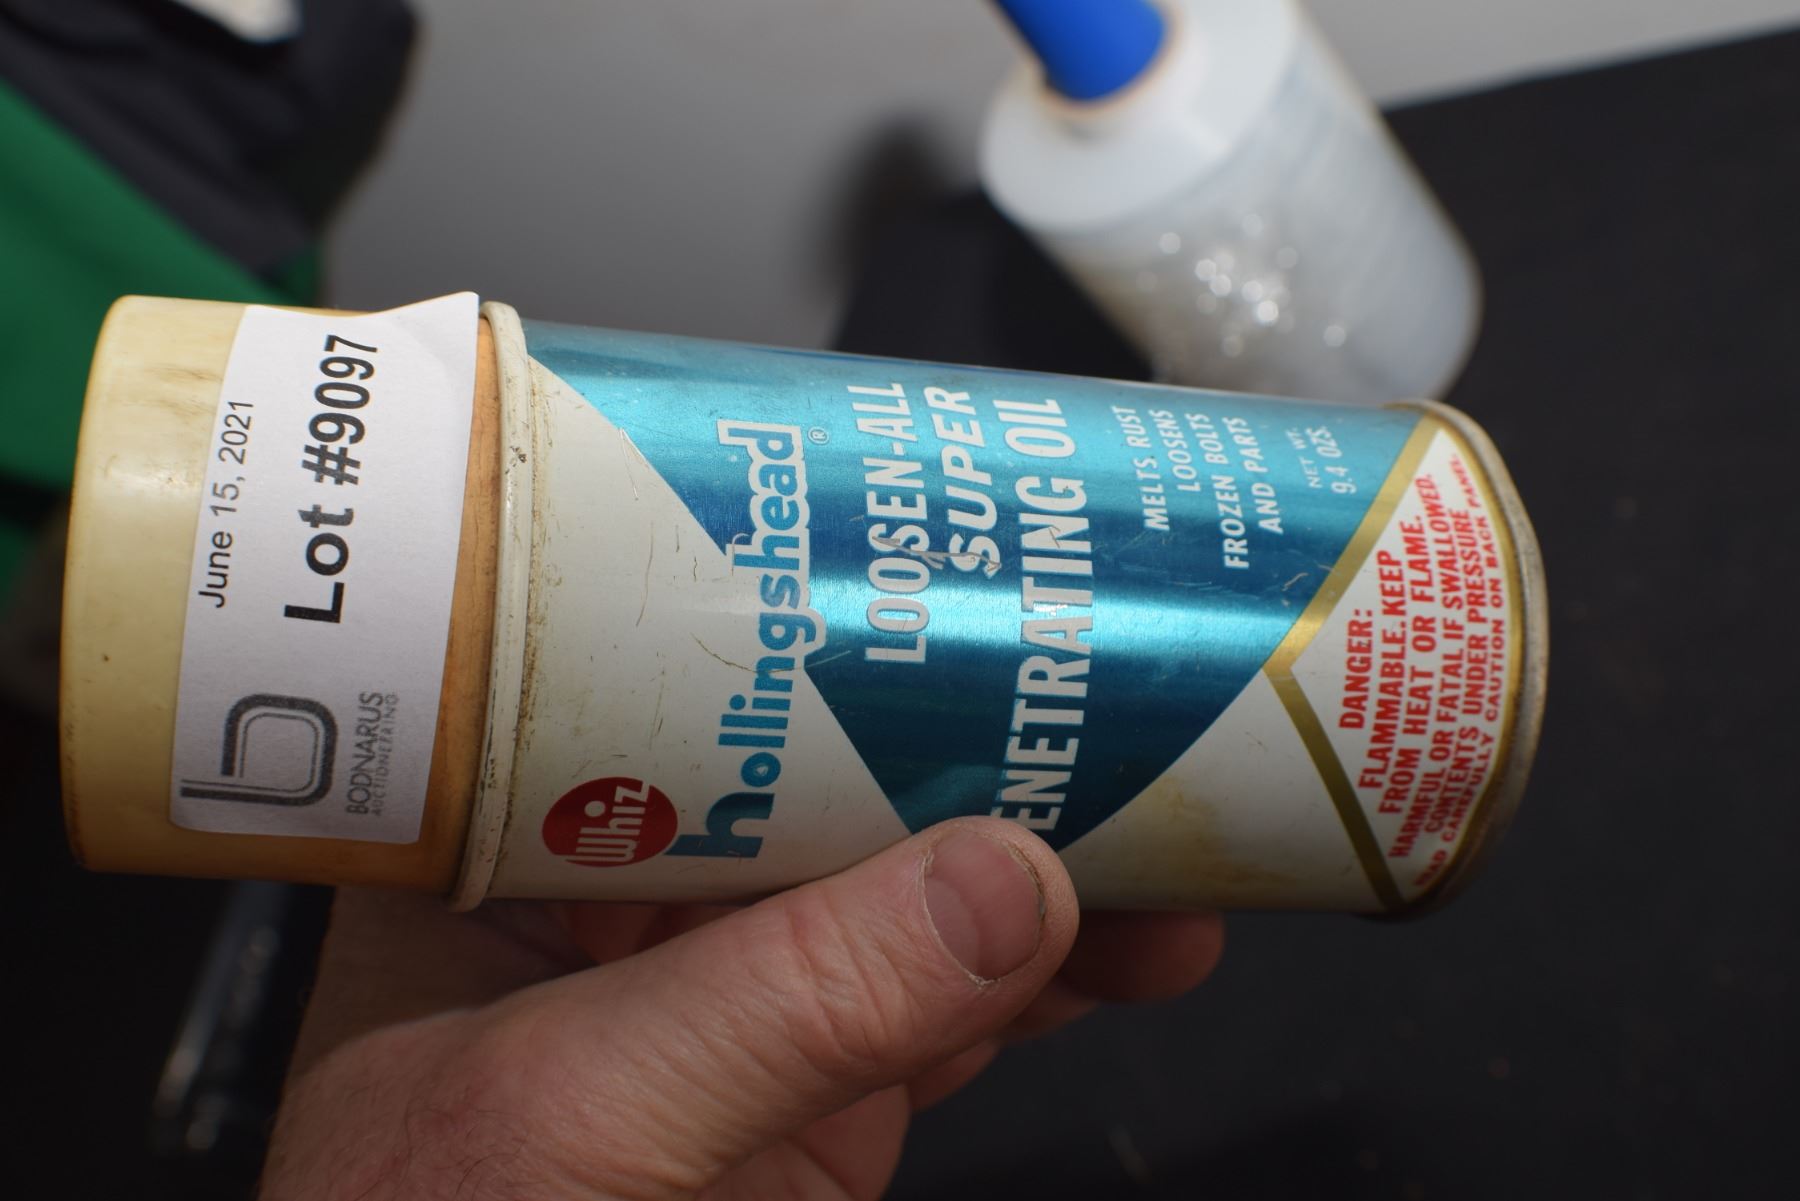 June 15, 2021
Lot #9097
b
BODNARUS
AUCTIONEERING
Whiz
hollingshead®
LOOSEN-ALL
SUPER
PENETRATING OIL
MELTS RUST
LOOSENS
FROZEN BOLTS
AND PARTS
NET WT.
9.4 OZS.
DANGER:
FLAMMABLE. KEEP
FROM HEAT OR FLAME.
HARMFUL OR FATAL IF SWALLOWED.
CONTENTS UNDER PRESSURE
READ CAREFULLY CAUTION ON BACK PANEL.